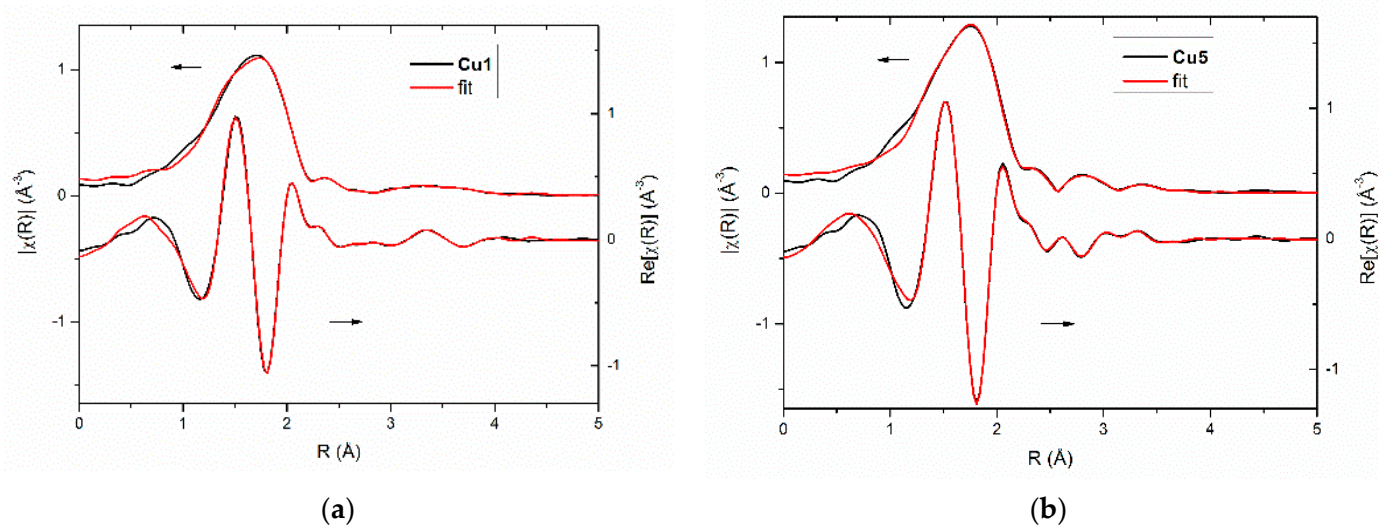 Cu1
fit
1
0
-1
|χ(R)| (Å⁻³)
1
0
-1
Re[χ(R)] (Å⁻³)
0 1 2 3 4 5
R (Å)
(a)
Cu5
fit
1
0
-1
|χ(R)| (Å⁻³)
1
0
-1
Re[χ(R)] (Å⁻³)
0 1 2 3 4 5
R (Å)
(b)